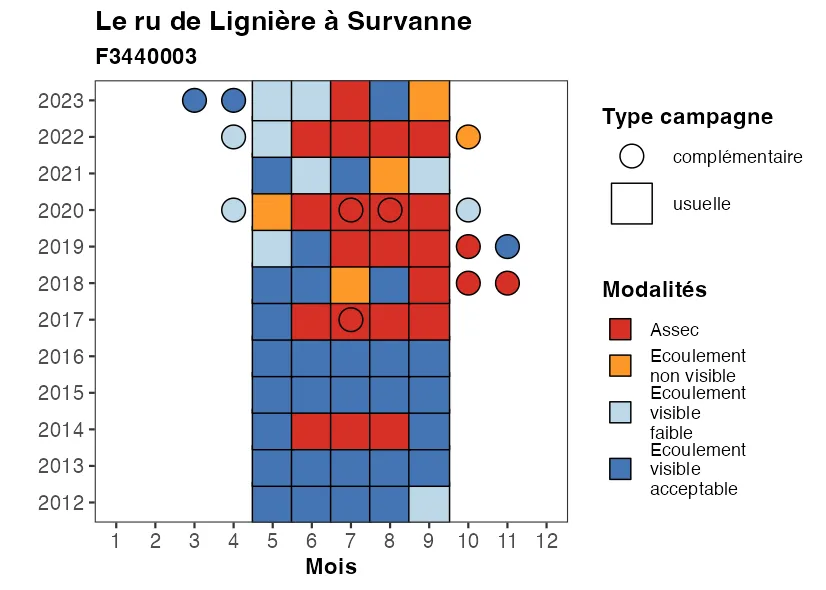 Le ru de Lignière à Survanne
F3440003
2023
2022
2021
2020
2019
2018
2017
2016
2015
2014
2013
2012
1 2 3 4 5 6 7 8 9 10 11 12
Mois
Type campagne
complémentaire
usuelle
Modalités
Assec
Ecoulement
non visible
Ecoulement
visible
faible
Ecoulement
visible
acceptable